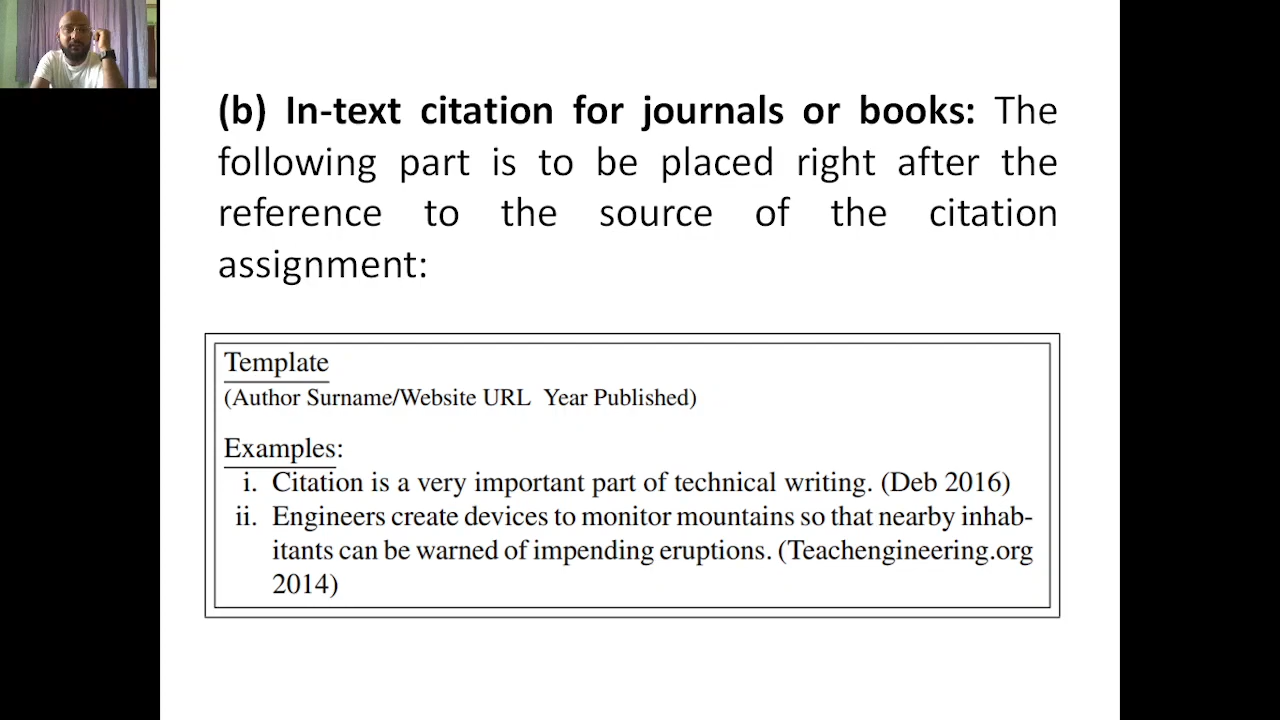 (b) In-text citation for journals or books: The
following part is to be placed right after the
reference to the source of the citation
assignment:
Template
(Author Surname/Website URL Year Published)
Examples:
i. Citation is a very important part of technical writing. (Deb 2016)
ii. Engineers create devices to monitor mountains so that nearby inhab-
itants can be warned of impending eruptions. (Teachengineering.org
2014)